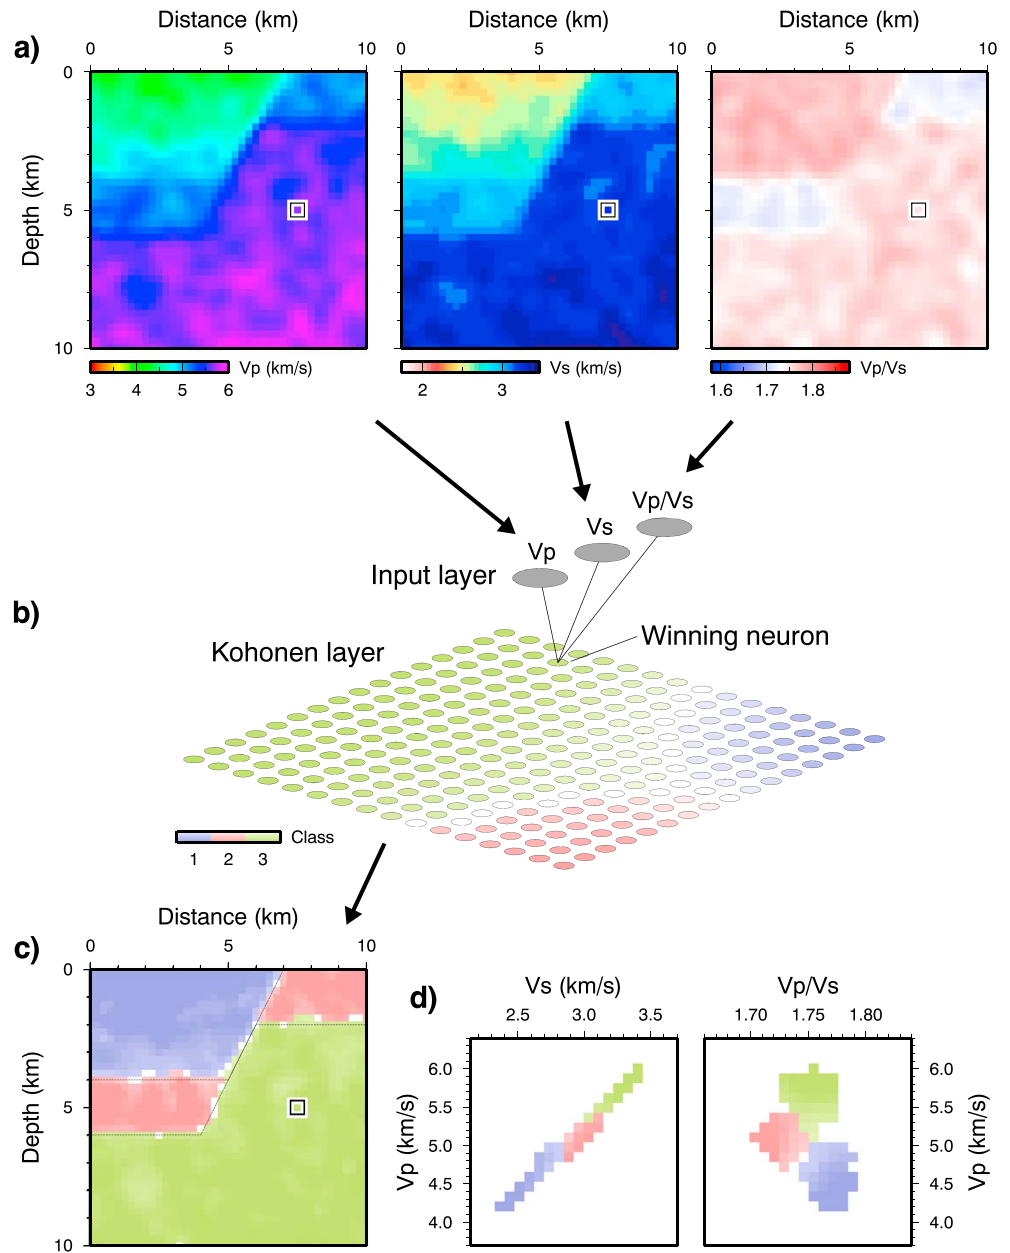 a)
Distance (km) Distance (km) Distance (km)
0 5 10 0 5 10 0 5 10
0
5
10
Depth (km)
Vp (km/s) Vs (km/s) Vp/Vs
3 4 5 6 2 3 1.6 1.7 1.8
Vp/Vs
Vs
Vp
Input layer
b)
Winning neuron
Kohonen layer
Class
1 2 3
Distance (km)
c)
0 5 10
0
5
10
Depth (km)
d)
Vs (km/s) Vp/Vs
2.5 3.0 3.5 1.70 1.75 1.80
6.0 6.0
5.5 5.5
5.0 5.0
4.5 4.5
4.0 4.0
Vp (km/s) Vp (km/s)